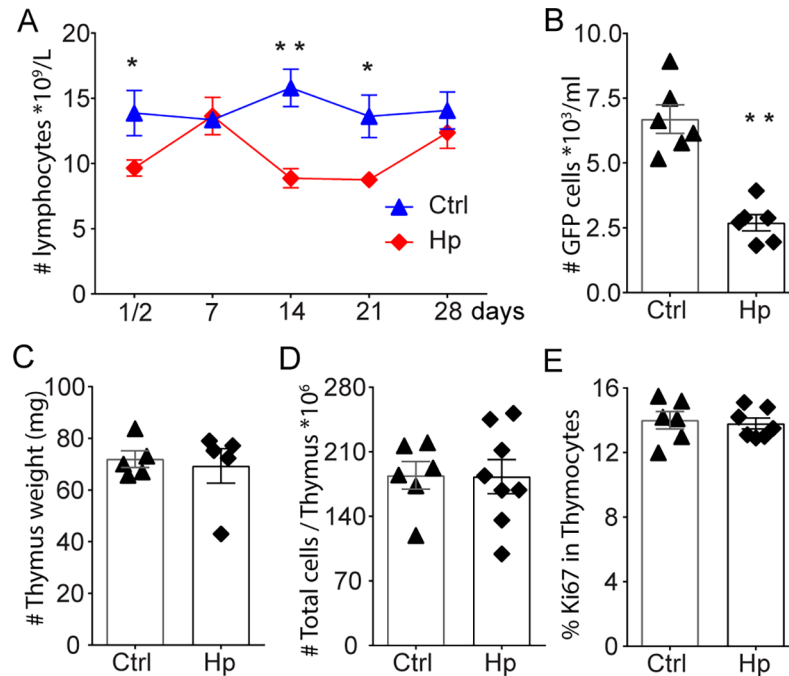 A
# lymphocytes *10⁹/L
20
15
10
5
0
*
* *
*
Ctrl
Hp
1/2 7 14 21 28 days
B
# GFP cells *10³/ml
10.0
7.5
5.0
2.5
0.0
* *
Ctrl Hp
C
# Thymus weight (mg)
100
80
60
40
20
0
Ctrl Hp
D
# Total cells / Thymus *10⁶
280
210
140
70
0
Ctrl Hp
E
% Ki67 in Thymocytes
16
12
8
4
0
Ctrl Hp